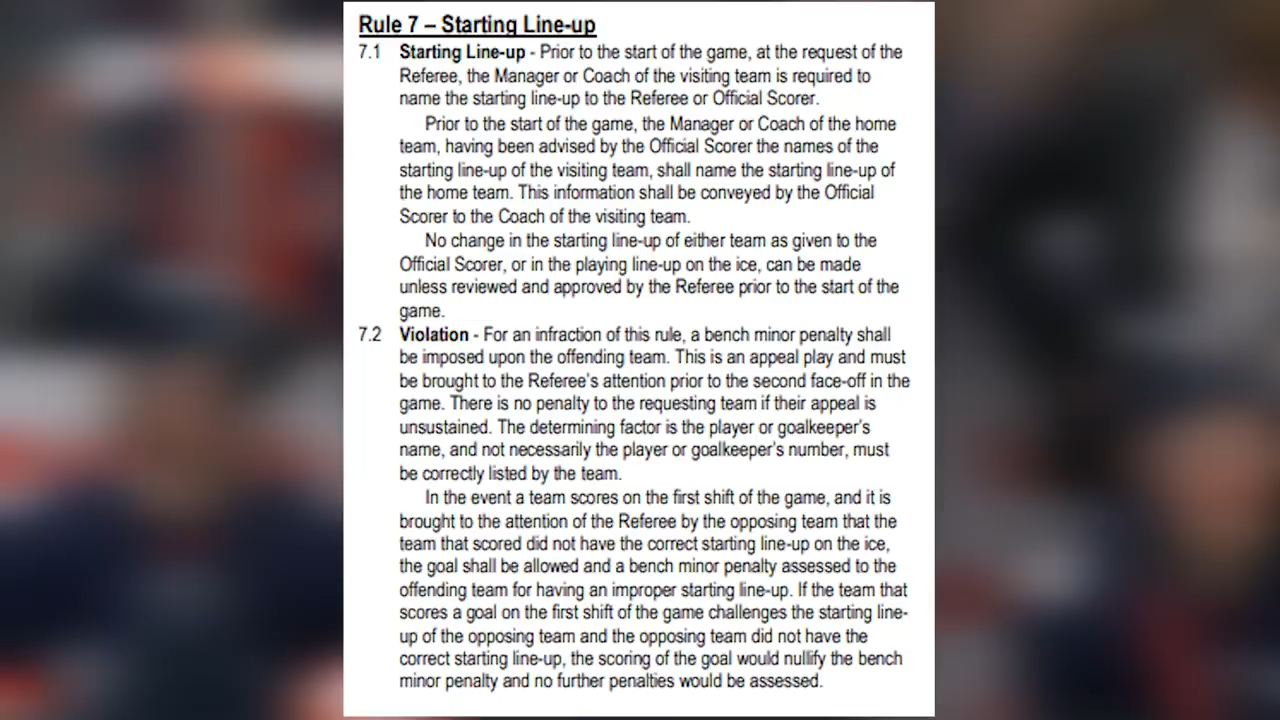 Rule 7 – Starting Line-up
7.1 Starting Line-up - Prior to the start of the game, at the request of the
Referee, the Manager or Coach of the visiting team is required to
name the starting line-up to the Referee or Official Scorer.
Prior to the start of the game, the Manager or Coach of the home
team, having been advised by the Official Scorer the names of the
starting line-up of the visiting team, shall name the starting line-up of
the home team. This information shall be conveyed by the Official
Scorer to the Coach of the visiting team.
No change in the starting line-up of either team as given to the
Official Scorer, or in the playing line-up on the ice, can be made
unless reviewed and approved by the Referee prior to the start of the
game.
7.2 Violation - For an infraction of this rule, a bench minor penalty shall
be imposed upon the offending team. This is an appeal play and must
be brought to the Referee's attention prior to the second face-off in the
game. There is no penalty to the requesting team if their appeal is
unsustained. The determining factor is the player or goalkeeper's
name, and not necessarily the player or goalkeeper's number, must
be correctly listed by the team.
In the event a team scores on the first shift of the game, and it is
brought to the attention of the Referee by the opposing team that the
team that scored did not have the correct starting line-up on the ice,
the goal shall be allowed and a bench minor penalty assessed to the
offending team for having an improper starting line-up. If the team that
scores a goal on the first shift of the game challenges the starting line-
up of the opposing team and the opposing team did not have the
correct starting line-up, the scoring of the goal would nullify the bench
minor penalty and no further penalties would be assessed.